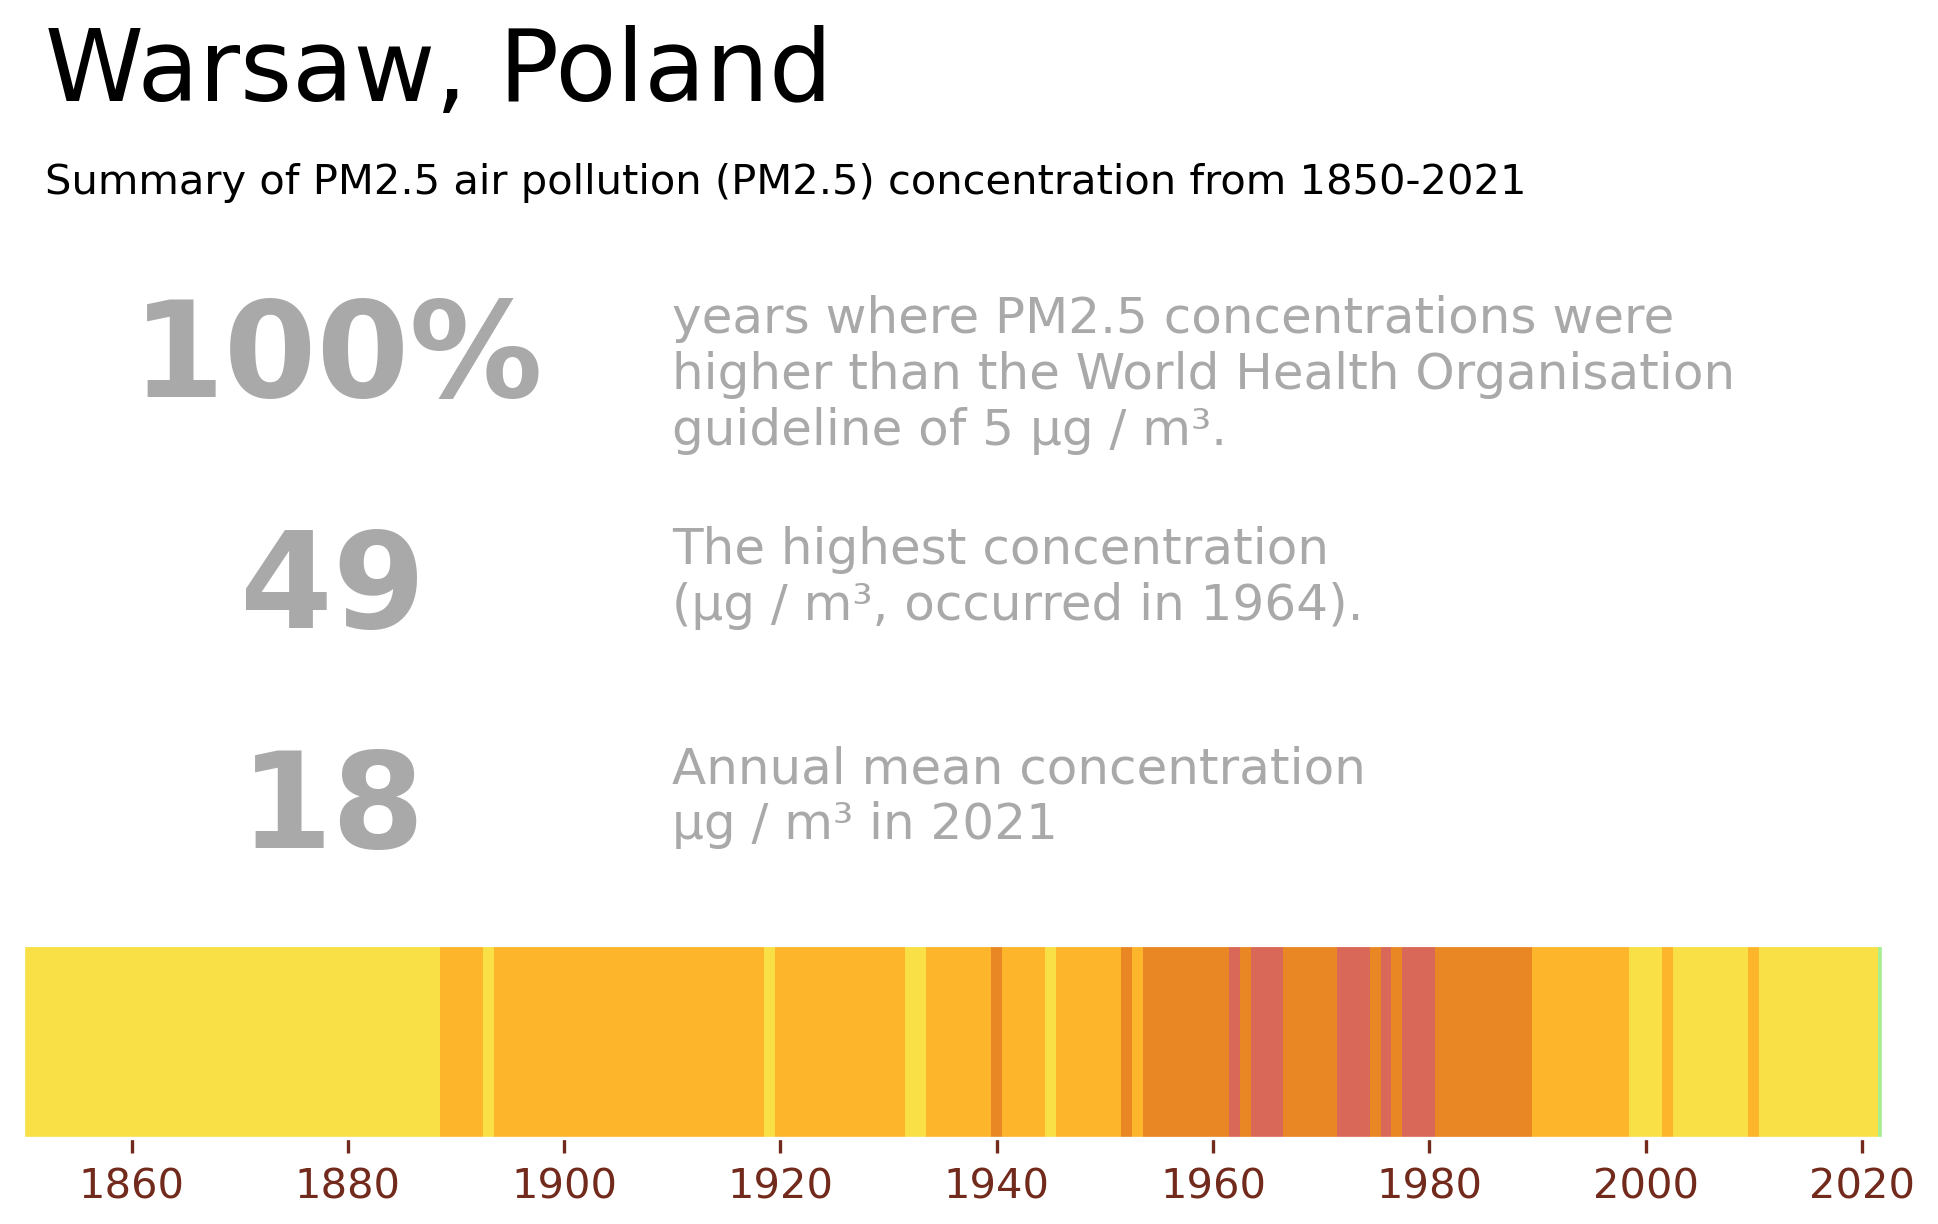 Warsaw, Poland
Summary of PM2.5 air pollution (PM2.5) concentration from 1850-2021
100%
years where PM2.5 concentrations were
higher than the World Health Organisation
guideline of 5 µg / m³.
49
The highest concentration
(µg / m³, occurred in 1964).
18
Annual mean concentration
µg / m³ in 2021
1860 1880 1900 1920 1940 1960 1980 2000 2020